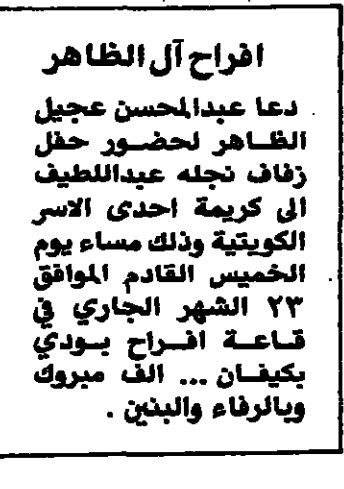 افراح آل الظاهر
دعا عبدالمحسن عجيل
الظاهر لحضور حفل
زفاف نجله عبداللطيف
الى كريمة احدى الاسر
الكويتية وذلك مساء يوم
الخميس القادم الموافق
٢٣ الشهر الجاري في
قاعة افراح بودي
بكيفان ... الف مبروك
وبالرفاء والبنين .